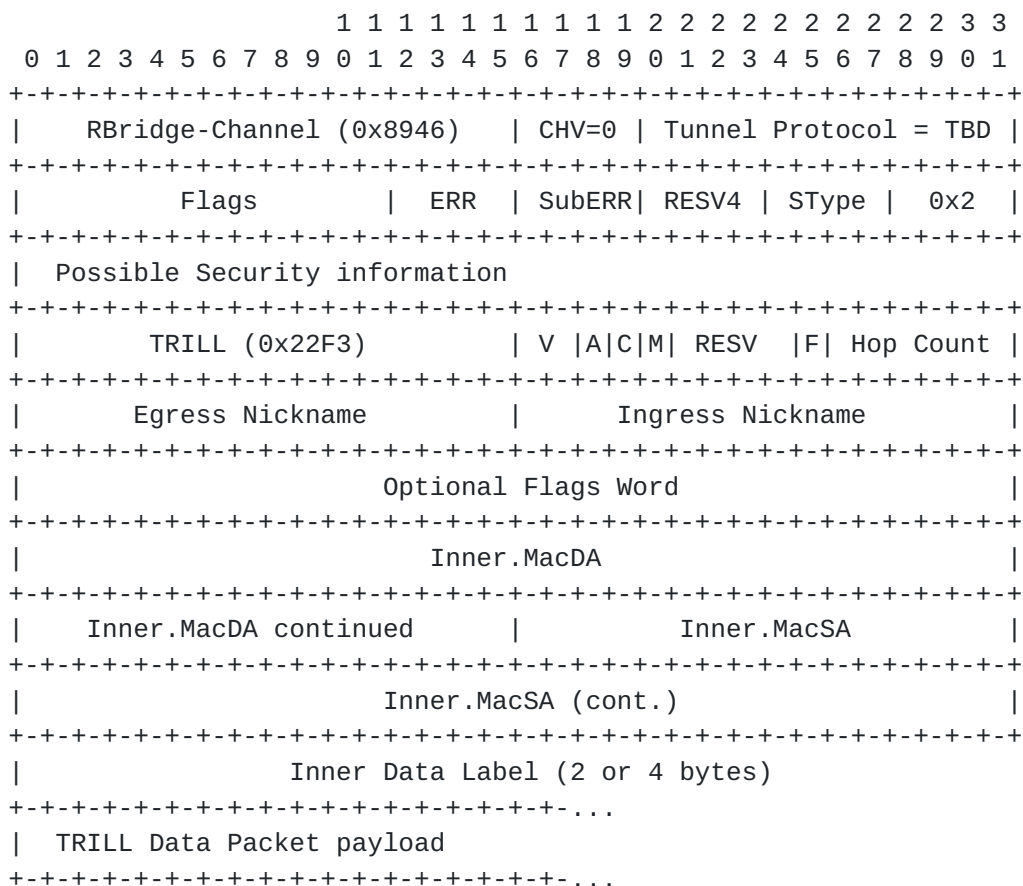 1 1 1 1 1 1 1 1 1 1 2 2 2 2 2 2 2 2 2 2 3 3
 0 1 2 3 4 5 6 7 8 9 0 1 2 3 4 5 6 7 8 9 0 1 2 3 4 5 6 7 8 9 0 1
+-+-+-+-+-+-+-+-+-+-+-+-+-+-+-+-+-+-+-+-+-+-+-+-+-+-+-+-+-+-+-+-+
|    RBridge-Channel (0x8946)   | CHV=0 | Tunnel Protocol = TBD |
+-+-+-+-+-+-+-+-+-+-+-+-+-+-+-+-+-+-+-+-+-+-+-+-+-+-+-+-+-+-+-+-+
|          Flags        |  ERR  | SubERR| RESV4 | SType |  0x2  |
+-+-+-+-+-+-+-+-+-+-+-+-+-+-+-+-+-+-+-+-+-+-+-+-+-+-+-+-+-+-+-+-+
|  Possible Security information
+-+-+-+-+-+-+-+-+-+-+-+-+-+-+-+-+-+-+-+-+-+-+-+-+-+-+-+-+-+-+-+-+
|        TRILL (0x22F3)         | V |A|C|M| RESV  |F| Hop Count |
+-+-+-+-+-+-+-+-+-+-+-+-+-+-+-+-+-+-+-+-+-+-+-+-+-+-+-+-+-+-+-+-+
|       Egress Nickname         |      Ingress Nickname         |
+-+-+-+-+-+-+-+-+-+-+-+-+-+-+-+-+-+-+-+-+-+-+-+-+-+-+-+-+-+-+-+-+
|                       Optional Flags Word                     |
+-+-+-+-+-+-+-+-+-+-+-+-+-+-+-+-+-+-+-+-+-+-+-+-+-+-+-+-+-+-+-+-+
|                          Inner.MacDA                          |
+-+-+-+-+-+-+-+-+-+-+-+-+-+-+-+-+-+-+-+-+-+-+-+-+-+-+-+-+-+-+-+-+
|    Inner.MacDA continued      |          Inner.MacSA          |
+-+-+-+-+-+-+-+-+-+-+-+-+-+-+-+-+-+-+-+-+-+-+-+-+-+-+-+-+-+-+-+-+
|                       Inner.MacSA (cont.)                     |
+-+-+-+-+-+-+-+-+-+-+-+-+-+-+-+-+-+-+-+-+-+-+-+-+-+-+-+-+-+-+-+-+
|                 Inner Data Label (2 or 4 bytes)
+-+-+-+-+-+-+-+-+-+-+-+-+-+-+-+-+-+-...
|  TRILL Data Packet payload
+-+-+-+-+-+-+-+-+-+-+-+-+-+-+-+-+-+-...